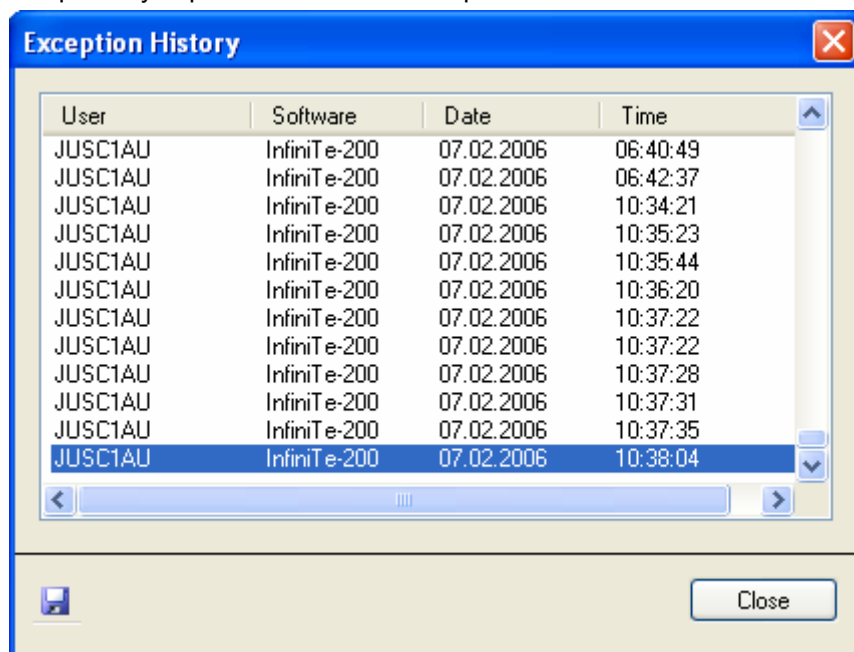 Exception History
User Software Date Time
JUSC1AU InfiniTe-200 07.02.2006 06:40:49
JUSC1AU InfiniTe-200 07.02.2006 06:42:37
JUSC1AU InfiniTe-200 07.02.2006 10:34:21
JUSC1AU InfiniTe-200 07.02.2006 10:35:23
JUSC1AU InfiniTe-200 07.02.2006 10:35:44
JUSC1AU InfiniTe-200 07.02.2006 10:36:20
JUSC1AU InfiniTe-200 07.02.2006 10:37:22
JUSC1AU InfiniTe-200 07.02.2006 10:37:22
JUSC1AU InfiniTe-200 07.02.2006 10:37:28
JUSC1AU InfiniTe-200 07.02.2006 10:37:31
JUSC1AU InfiniTe-200 07.02.2006 10:37:35
JUSC1AU InfiniTe-200 07.02.2006 10:38:04
Close